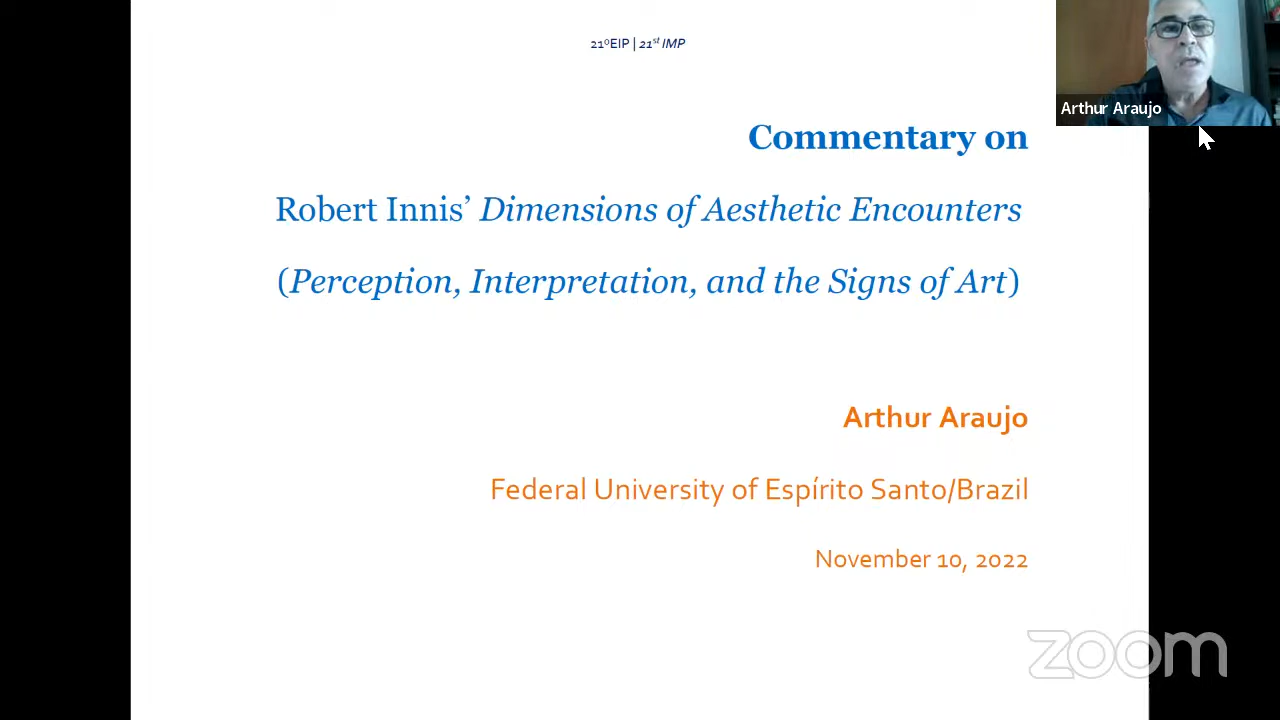 21ºEIP | 21st IMP
Arthur Araujo
Commentary on
Robert Innis’ Dimensions of Aesthetic Encounters
(Perception, Interpretation, and the Signs of Art)
Arthur Araujo
Federal University of Espírito Santo/Brazil
November 10, 2022
zoom